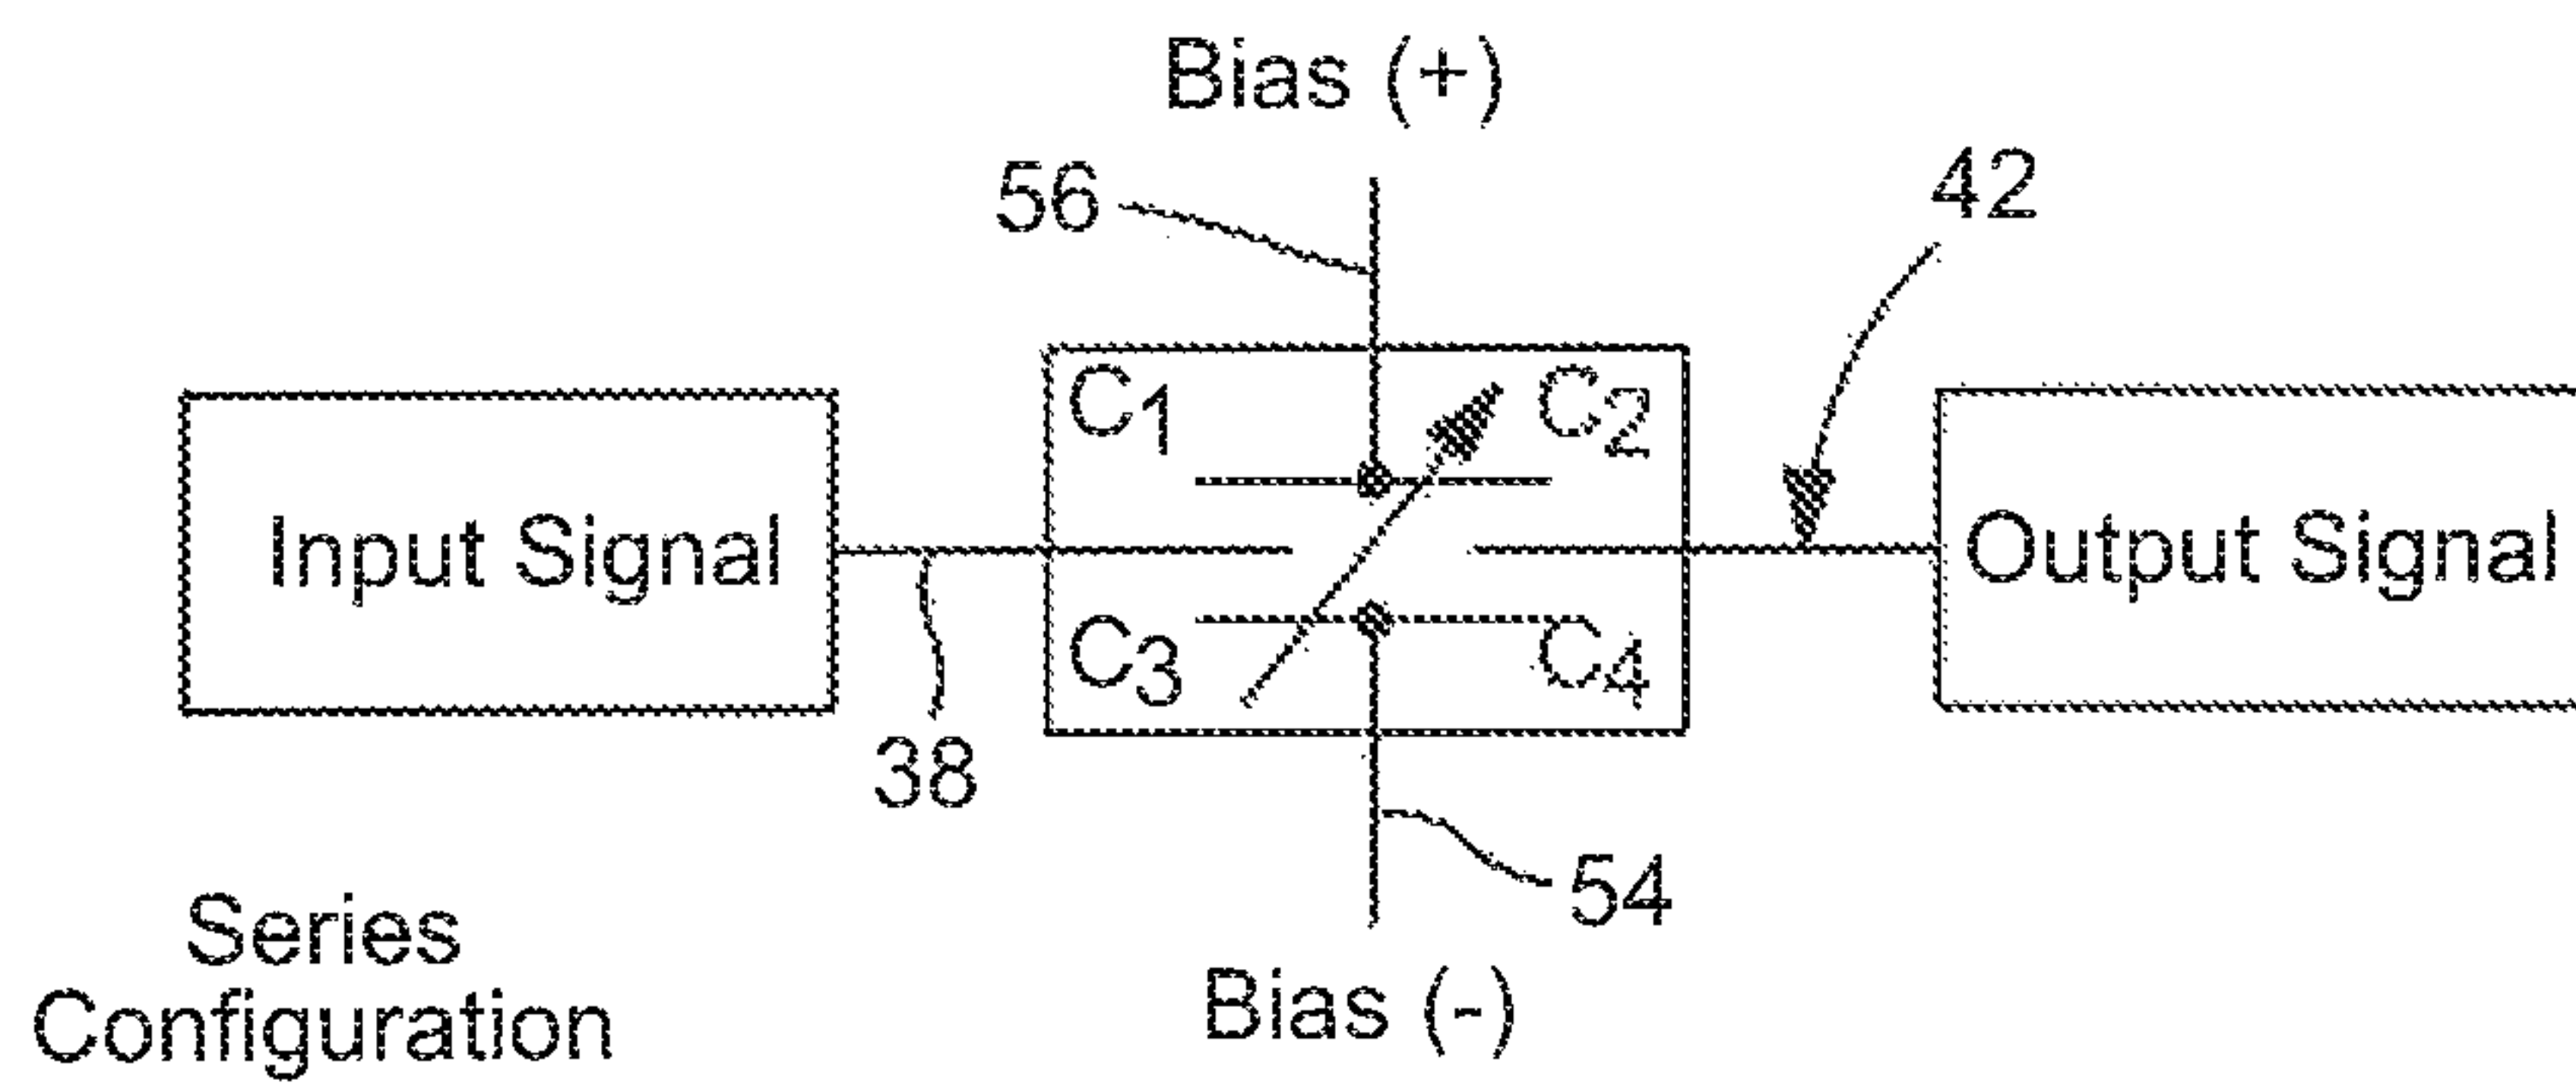 Bias (+)
56
42
C1
C2
Input Signal
Output Signal
C3
C4
38
54
Series
Configuration
Bias (-)